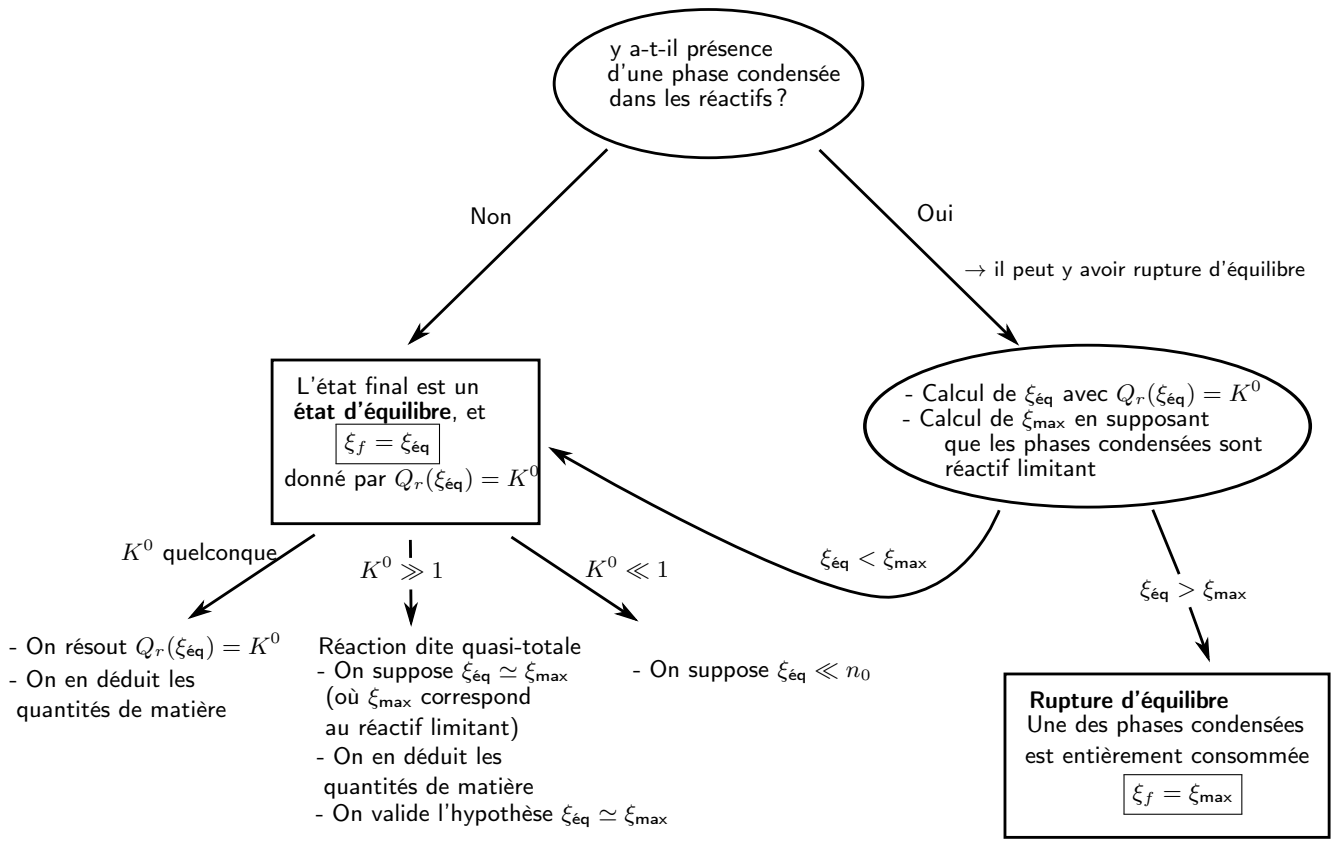 y a-t-il présence
d'une phase condensée
dans les réactifs ?
Non
Oui
→ il peut y avoir rupture d'équilibre
L'état final est un
état d'équilibre, et
ξ_f = ξ_éq
donné par Q_r(ξ_éq) = K^0
- Calcul de ξ_éq avec Q_r(ξ_éq) = K^0
- Calcul de ξ_max en supposant
que les phases condensées sont
réactif limitant
K^0 quelconque
K^0 ≫ 1
K^0 ≪ 1
ξ_éq < ξ_max
ξ_éq > ξ_max
- On résout Q_r(ξ_éq) = K^0
- On en déduit les
quantités de matière
Réaction dite quasi-totale
- On suppose ξ_éq ≃ ξ_max
(où ξ_max correspond
au réactif limitant)
- On en déduit les
quantités de matière
- On valide l'hypothèse ξ_éq ≃ ξ_max
- On suppose ξ_éq ≪ n_0
Rupture d'équilibre
Une des phases condensées
est entièrement consommée
ξ_f = ξ_max